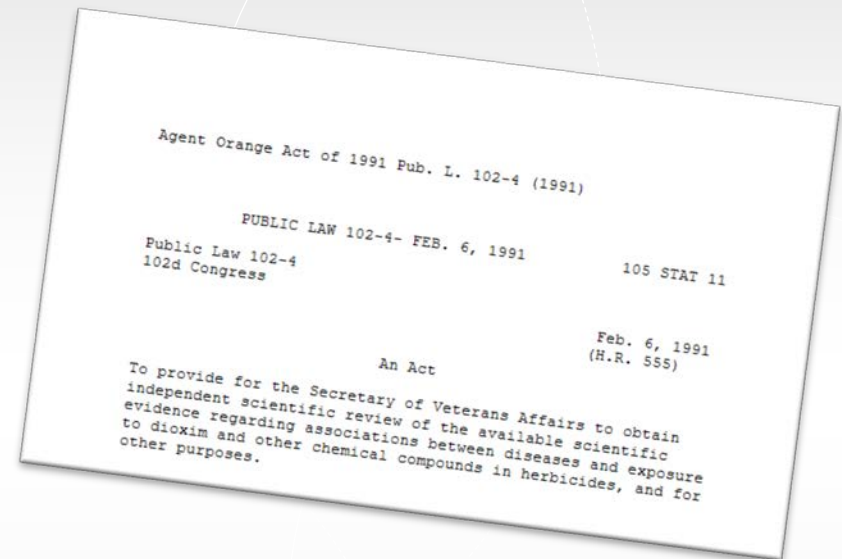 Agent Orange Act of 1991 Pub. L. 102-4 (1991)
PUBLIC LAW 102-4- FEB. 6, 1991 105 STAT 11
Public Law 102-4
102d Congress
Feb. 6, 1991
(H.R. 555)
An Act
To provide for the Secretary of Veterans Affairs to obtain
independent scientific review of the available scientific
evidence regarding associations between diseases and exposure
to dioxim and other chemical compounds in herbicides, and for
other purposes.